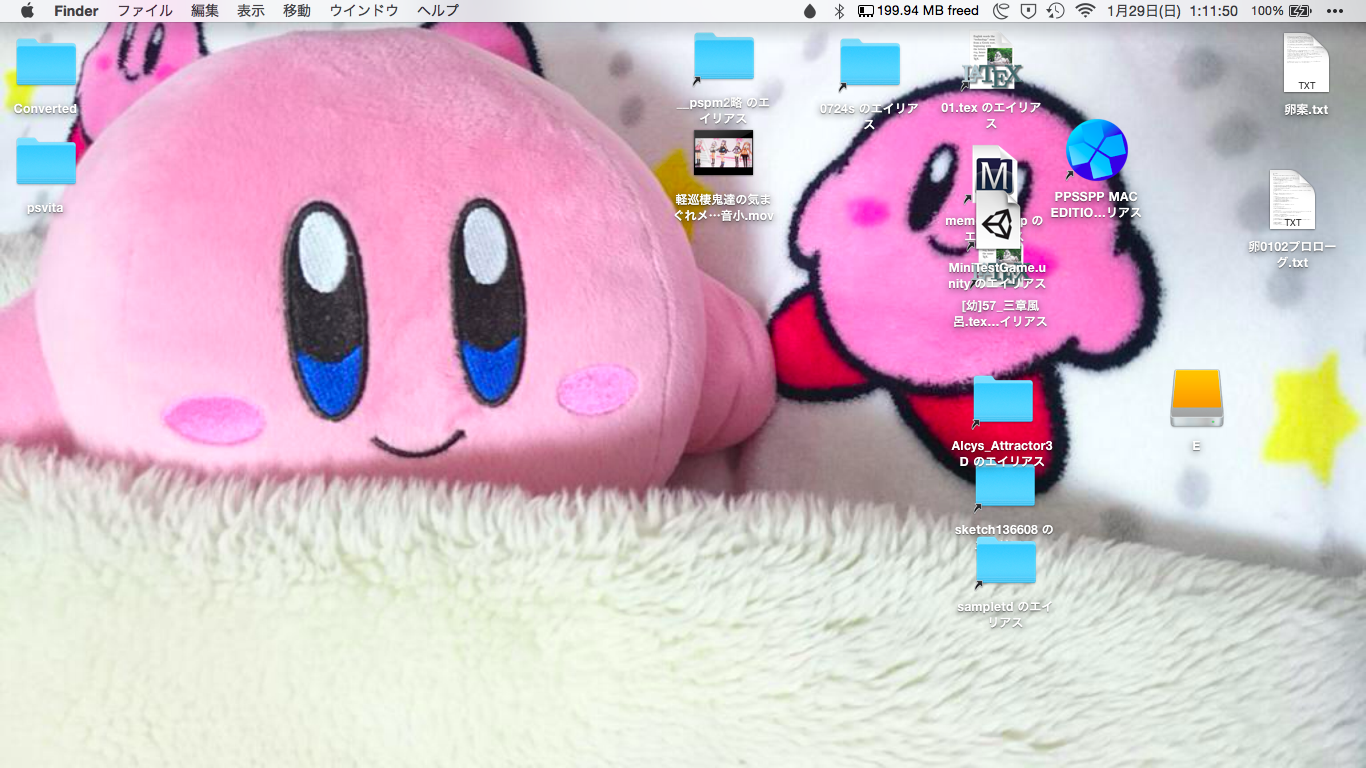 Finder ファイル 編集 表示 移動 ウインドウ ヘルプ 199.94 MB freed 1月29日(日) 1:11:50 100%
Converted
psvita
__pspm2略 のエ
イリアス
軽巡棲鬼達の気ま
ぐれメ…音小.mov
0724s のエイリア
ス
LATEX
01.tex のエイリア
ス
PPSSPP MAC
EDITIO...リアス
M
mem
MiniTestGame.u
nity のエイリアス
[幼]57_三章風
呂.tex...イリアス
Alcys_Attractor3
D のエイリアス
sketch136608 の
sampletd のエイ
リアス
E
TXT
卵案.txt
TXT
卵0102プロロー
グ.txt